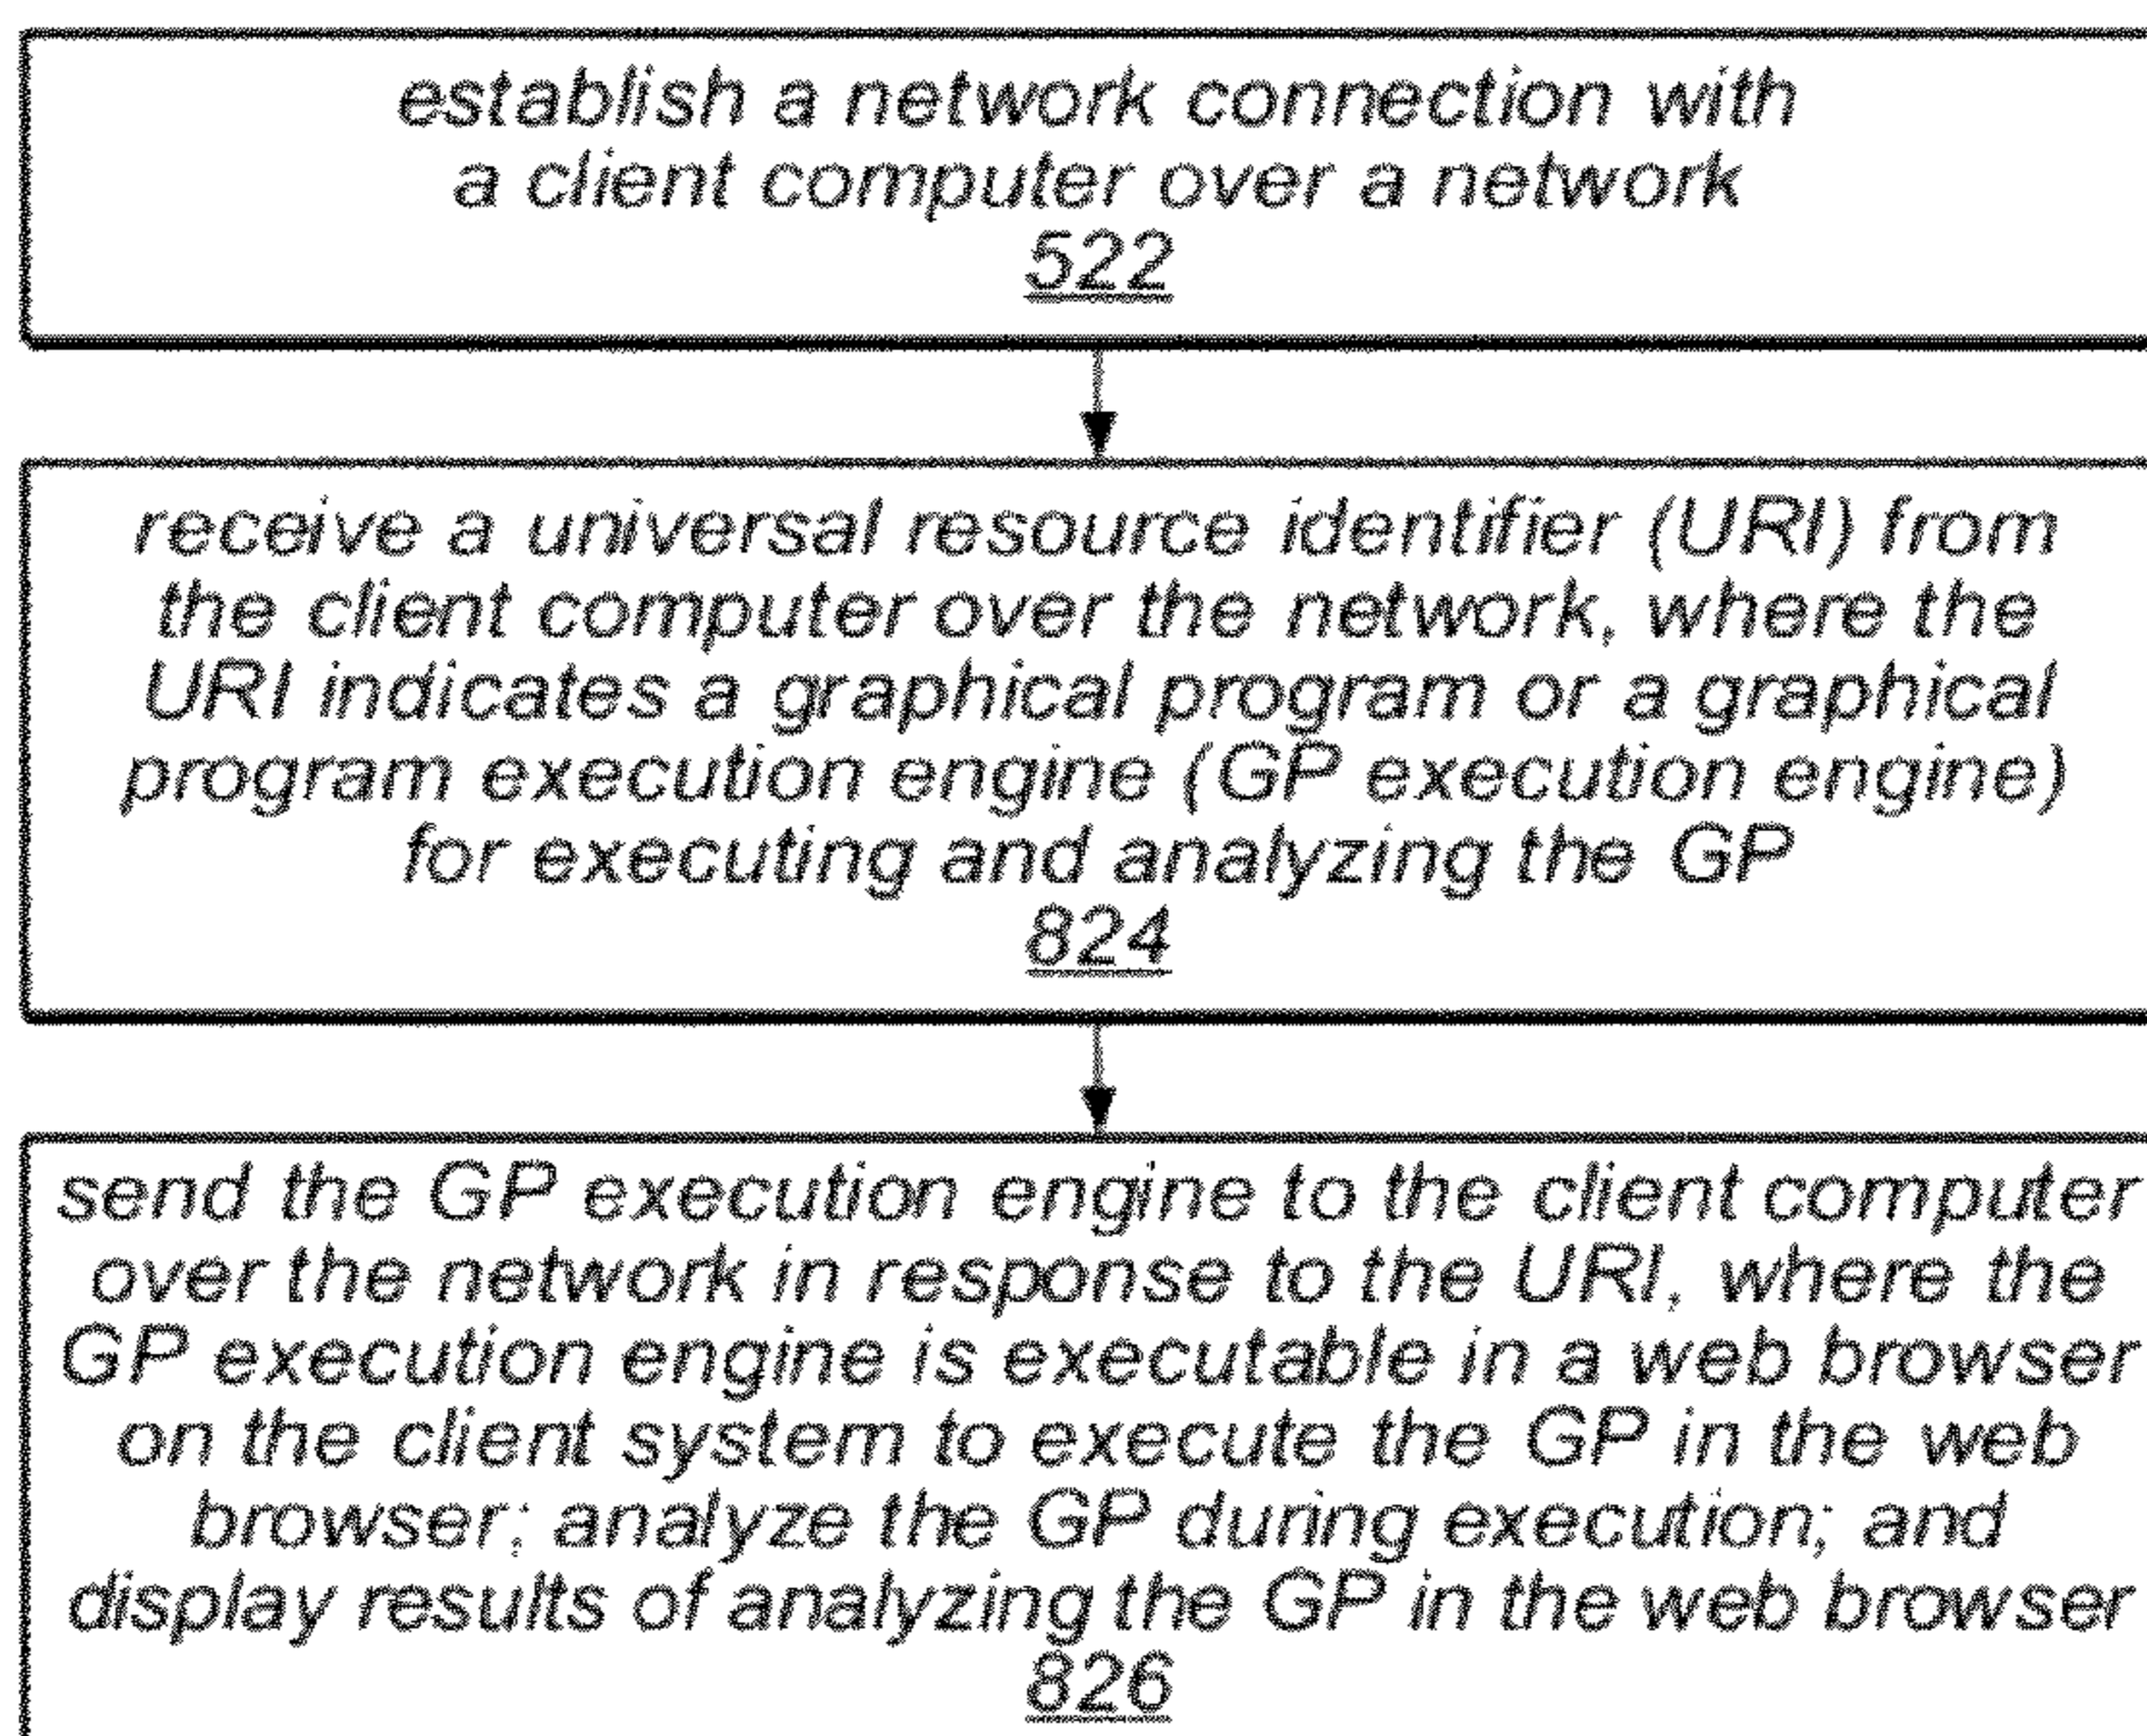 establish a network connection with
a client computer over a network
522
receive a universal resource identifier (URI) from
the client computer over the network, where the
URI indicates a graphical program or a graphical
program execution engine (GP execution engine)
for executing and analyzing the GP
824
send the GP execution engine to the client computer
over the network in response to the URI, where the
GP execution engine is executable in a web browser
on the client system to execute the GP in the web
browser; analyze the GP during execution; and
display results of analyzing the GP in the web browser
826